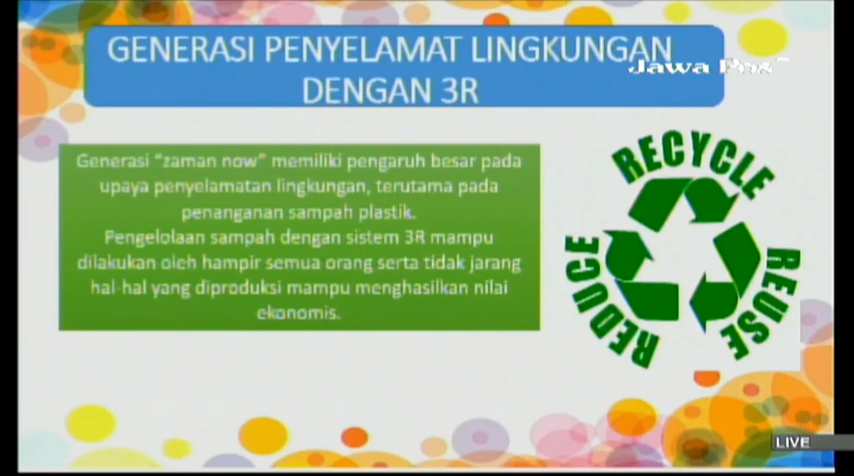 GENERASI PENYELAMAT LINGKUNGAN
DENGAN 3R
Jawa Pos
Generasi "zaman now" memiliki pengaruh besar pada
upaya penyelamatan lingkungan, terutama pada
penanganan sampah plastik.
Pengelolaan sampah dengan sistem 3R mampu
dilakukan oleh hampir semua orang serta tidak jarang
hal-hal yang diproduksi mampu menghasilkan nilai
ekonomis.
RECYCLE
REDUCE
REUSE
LIVE